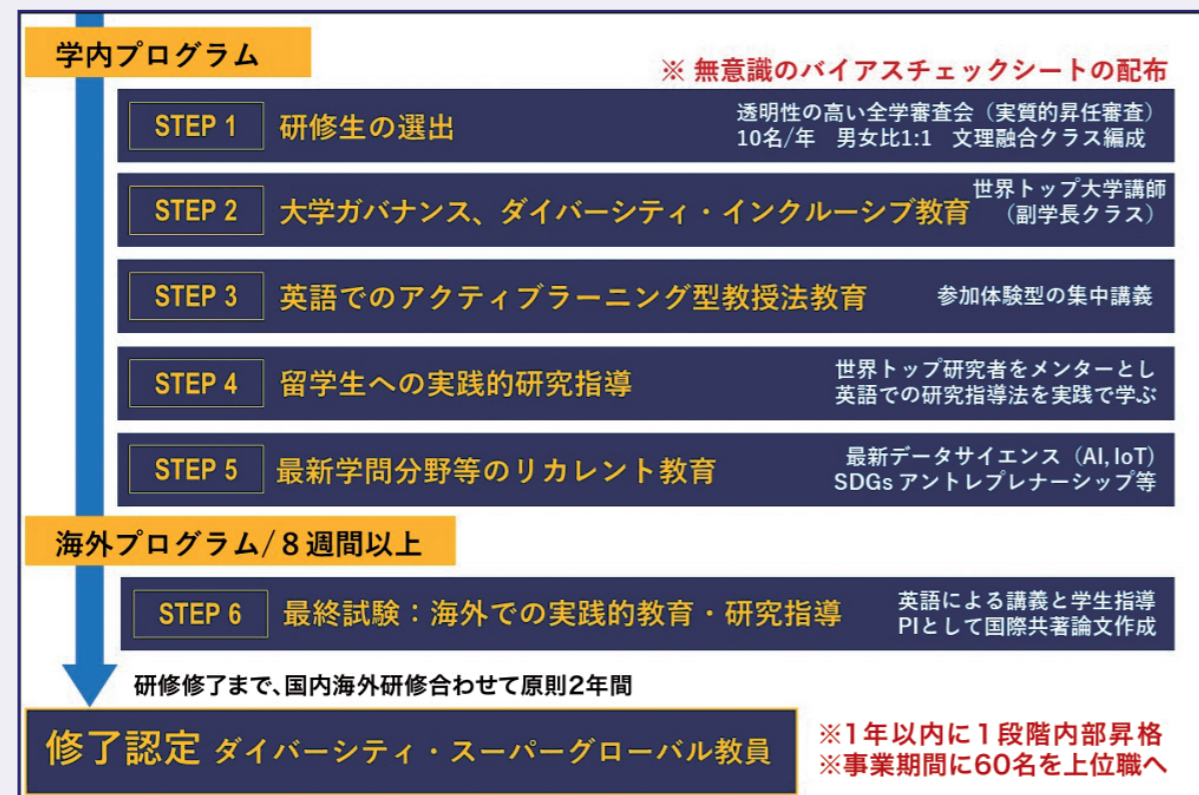 学内プログラム
※ 無意識のバイアスチェックシートの配布
STEP 1 研修生の選出
透明性の高い全学審査会（実質的昇任審査）
10名/年 男女比1:1 文理融合クラス編成
STEP 2 大学ガバナンス、ダイバーシティ・インクルーシブ教育
世界トップ大学講師
（副学長クラス）
STEP 3 英語でのアクティブラーニング型教授法教育 参加体験型の集中講義
STEP 4 留学生への実践的研究指導
世界トップ研究者をメンターとし
英語での研究指導法を実践で学ぶ
STEP 5 最新学問分野等のリカレント教育
最新データサイエンス（AI, IoT）
SDGs アントレプレナーシップ等
海外プログラム/８週間以上
STEP 6 最終試験：海外での実践的教育・研究指導
英語による講義と学生指導
PIとして国際共著論文作成
研修修了まで、国内海外研修合わせて原則2年間
修了認定 ダイバーシティ・スーパーグローバル教員
※1年以内に１段階内部昇格
※事業期間に60名を上位職へ